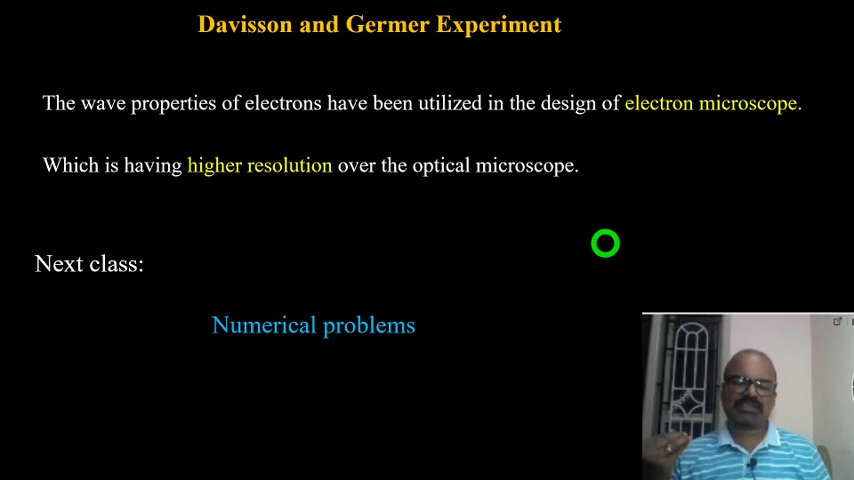 Davisson and Germer Experiment
The wave properties of electrons have been utilized in the design of electron microscope.
Which is having higher resolution over the optical microscope.
Next class:
Numerical problems